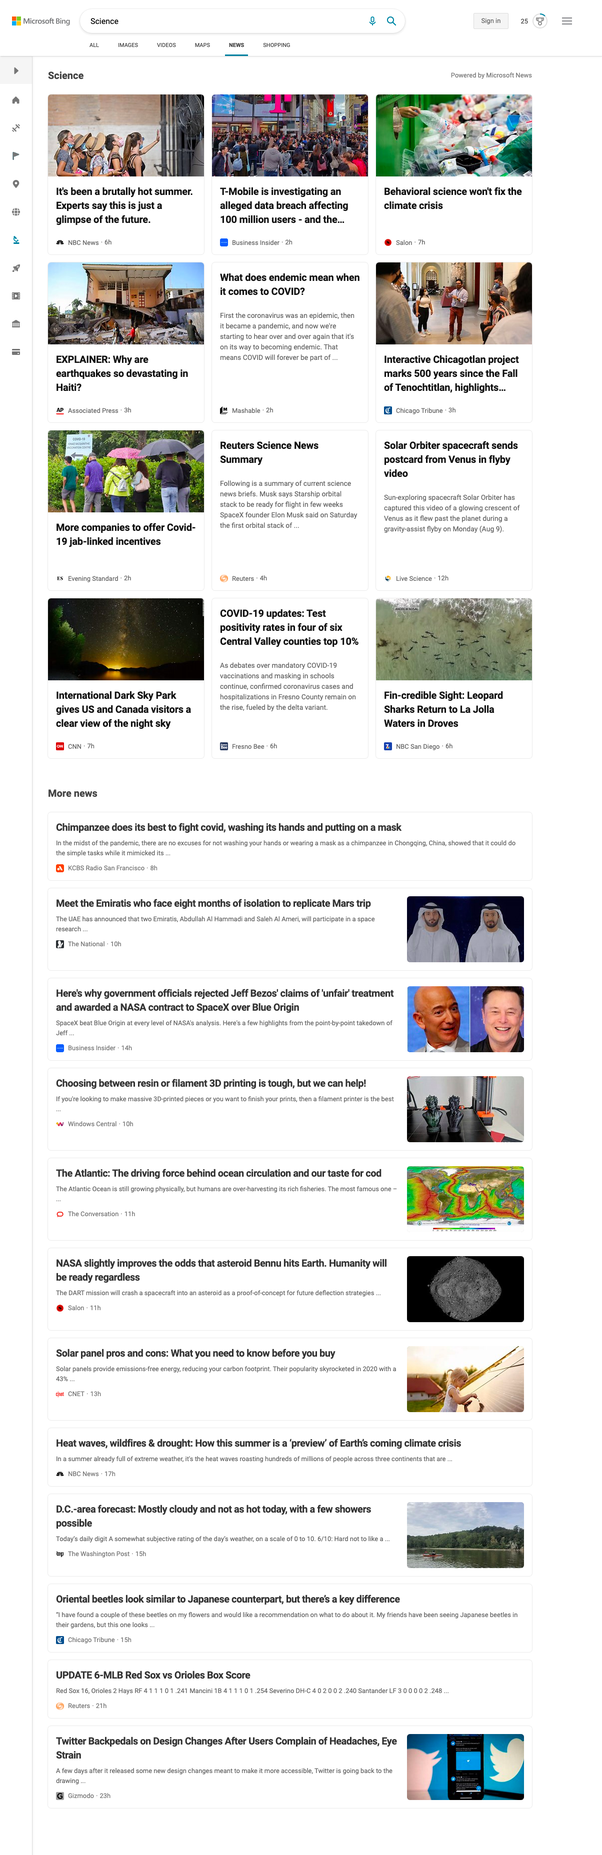 Microsoft Bing
Science
Sign in
25
ALL
IMAGES
VIDEOS
MAPS
NEWS
SHOPPING
Science
Powered by Microsoft News
It's been a brutally hot summer.
Experts say this is just a
glimpse of the future.
NBC News · 6h
T-Mobile is investigating an
alleged data breach affecting
100 million users - and the...
Business Insider · 2h
Behavioral science won't fix the
climate crisis
Salon · 7h
EXPLAINER: Why are
earthquakes so devastating in
Haiti?
AP
Associated Press · 3h
What does endemic mean when
it comes to COVID?
First the coronavirus was an epidemic, then
it became a pandemic, and now we're
starting to hear over and over again that it's
on its way to becoming endemic. That
means COVID will forever be part of ...
Mashable · 2h
Interactive Chicagotlan project
marks 500 years since the Fall
of Tenochtitlan, highlights...
Chicago Tribune · 3h
More companies to offer Covid-
19 jab-linked incentives
ES
Evening Standard · 2h
Reuters Science News
Summary
Following is a summary of current science
news briefs. Musk says Starship orbital
stack to be ready for flight in few weeks
SpaceX founder Elon Musk said on Saturday
the first orbital stack of ...
Reuters · 4h
Solar Orbiter spacecraft sends
postcard from Venus in flyby
video
Sun-exploring spacecraft Solar Orbiter has
captured this video of a glowing crescent of
Venus as it flew past the planet during a
gravity-assist flyby on Monday (Aug 9).
Live Science · 12h
International Dark Sky Park
gives US and Canada visitors a
clear view of the night sky
CNN · 7h
COVID-19 updates: Test
positivity rates in four of six
Central Valley counties top 10%
As debates over mandatory COVID-19
vaccinations and masking in schools
continue, confirmed coronavirus cases and
hospitalizations in Fresno County remain on
the rise, fueled by the delta variant.
Fresno Bee · 6h
Fin-credible Sight: Leopard
Sharks Return to La Jolla
Waters in Droves
NBC San Diego · 6h
More news
Chimpanzee does its best to fight covid, washing its hands and putting on a mask
In the midst of the pandemic, there are no excuses for not washing your hands or wearing a mask as a chimpanzee in Chongqing, China, showed that it could do
the simple tasks while it mimicked its ...
KCBS Radio San Francisco · 8h
Meet the Emiratis who face eight months of isolation to replicate Mars trip
The UAE has announced that two Emiratis, Abdullah Al Hammadi and Saleh Al Ameri, will participate in a space
research ...
The National · 10h
Here's why government officials rejected Jeff Bezos' claims of 'unfair' treatment
and awarded a NASA contract to SpaceX over Blue Origin
SpaceX beat Blue Origin at every level of NASA's analysis. Here's a few highlights from the point-by-point takedown of
Jeff ...
Business Insider · 14h
Choosing between resin or filament 3D printing is tough, but we can help!
If you're looking to make massive 3D-printed pieces or you want to finish your prints, then a filament printer is the best
...
Windows Central · 10h
The Atlantic: The driving force behind ocean circulation and our taste for cod
The Atlantic Ocean is still growing physically, but humans are over-harvesting its rich fisheries. The most famous one –
...
The Conversation · 11h
NASA slightly improves the odds that asteroid Bennu hits Earth. Humanity will
be ready regardless
The DART mission will crash a spacecraft into an asteroid as a proof-of-concept for future deflection strategies ...
Salon · 11h
Solar panel pros and cons: What you need to know before you buy
Solar panels provide emissions-free energy, reducing your carbon footprint. Their popularity skyrocketed in 2020 with a
43% ...
CNET · 13h
Heat waves, wildfires & drought: How this summer is a 'preview' of Earth's coming climate crisis
In a summer already full of extreme weather, it's the heat waves roasting hundreds of millions of people across three continents that are ...
NBC News · 17h
D.C.-area forecast: Mostly cloudy and not as hot today, with a few showers
possible
Today's daily digit A somewhat subjective rating of the day's weather, on a scale of 0 to 10. 6/10: Hard not to like a ...
wp
The Washington Post · 15h
Oriental beetles look similar to Japanese counterpart, but there's a key difference
"I have found a couple of these beetles on my flowers and would like a recommendation on what to do about it. My friends have been seeing Japanese beetles in
their gardens, but this one looks ...
Chicago Tribune · 15h
UPDATE 6-MLB Red Sox vs Orioles Box Score
Red Sox 16, Orioles 2 Hays RF 4 1 1 1 0 1 .241 Mancini 1B 4 1 1 1 0 1 .254 Severino DH-C 4 0 2 0 0 2 .240 Santander LF 3 0 0 0 0 2 .248 ...
Reuters · 21h
Twitter Backpedals on Design Changes After Users Complain of Headaches, Eye
Strain
A few days after it released some new design changes meant to make it more accessible, Twitter is going back to the
drawing ...
G
Gizmodo · 23h